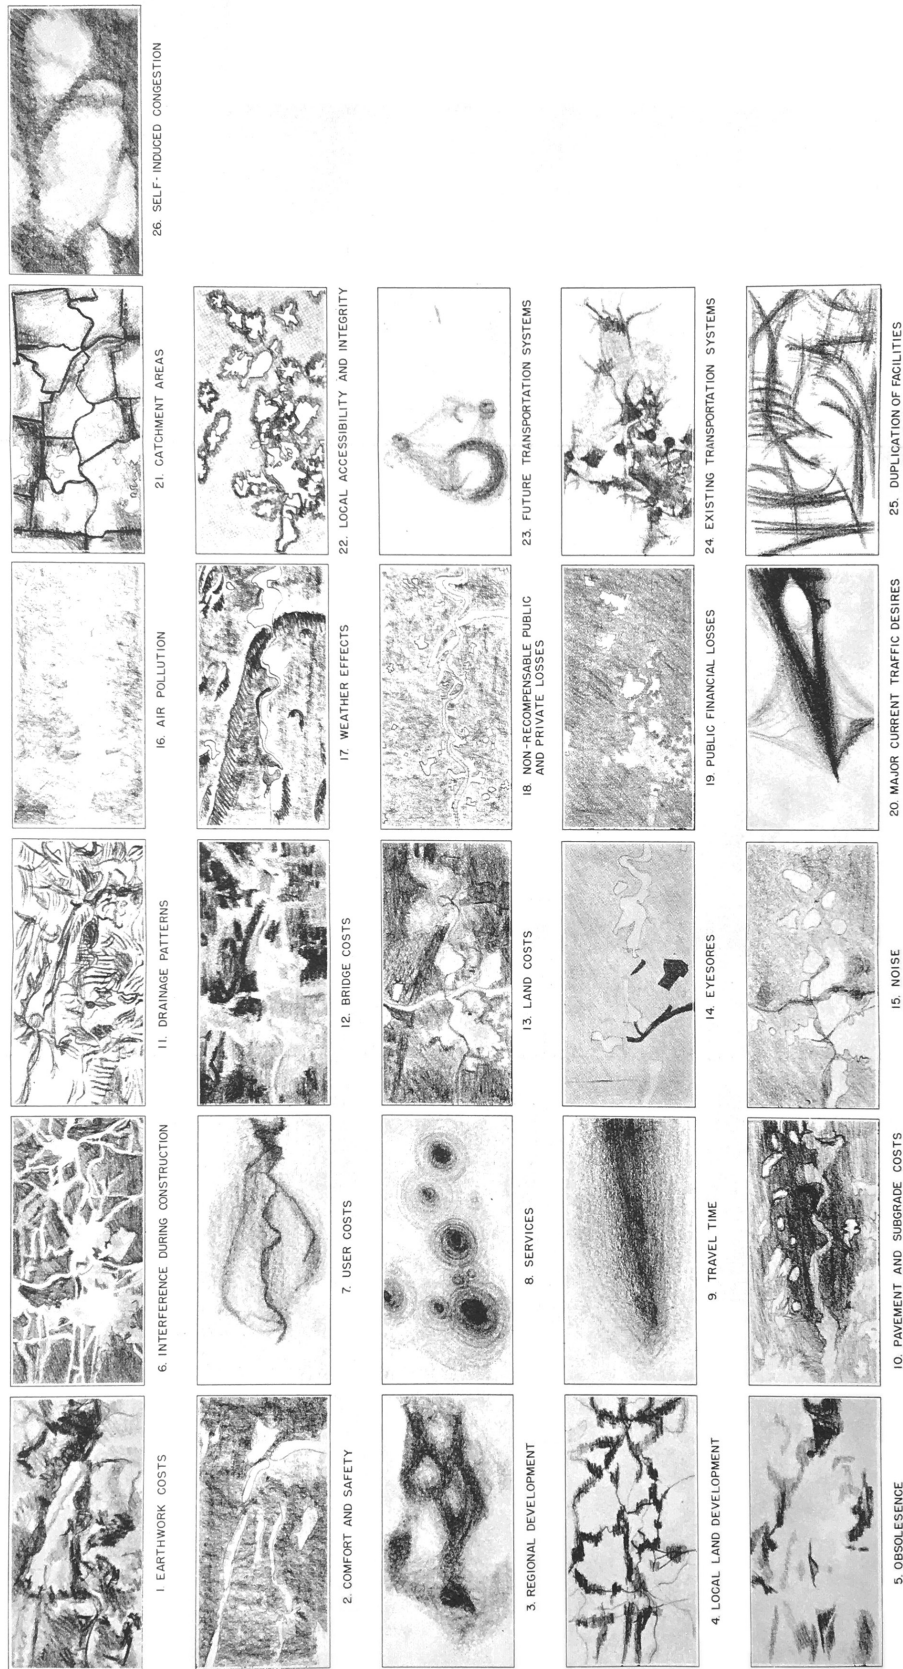 1. EARTHWORK COSTS
2. COMFORT AND SAFETY
3. REGIONAL DEVELOPMENT
4. LOCAL LAND DEVELOPMENT
5. OBSOLESENCE
6. INTERFERENCE DURING CONSTRUCTION
7. USER COSTS
8. SERVICES
9. TRAVEL TIME
10. PAVEMENT AND SUBGRADE COSTS
11. DRAINAGE PATTERNS
12. BRIDGE COSTS
13. LAND COSTS
14. EYESORES
15. NOISE
16. AIR POLLUTION
17. WEATHER EFFECTS
18. NON-RECOMPENSABLE PUBLIC
AND PRIVATE LOSSES
19. PUBLIC FINANCIAL LOSSES
20. MAJOR CURRENT TRAFFIC DESIRES
21. CATCHMENT AREAS
22. LOCAL ACCESSIBILITY AND INTEGRITY
23. FUTURE TRANSPORTATION SYSTEMS
24. EXISTING TRANSPORTATION SYSTEMS
25. DUPLICATION OF FACILITIES
26. SELF-INDUCED CONGESTION